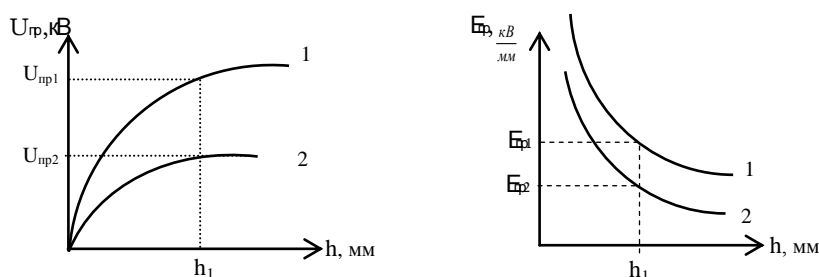 Uпр,кВ
1
Uпр1
Uпр2
2
h1
h, мм
Eпр, кВ/мм
Eпр1
Eпр2
1
2
h1
h, мм